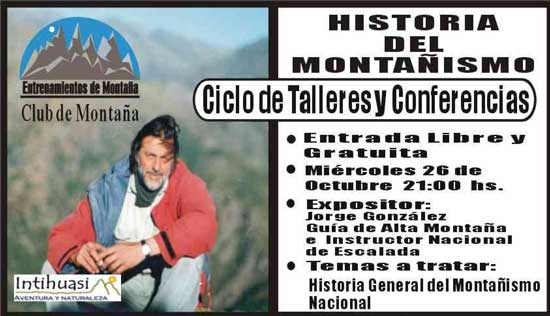 Entrenamientos de Montaña
Club de Montaña
Intihuasi
AVENTURA Y NATURALEZA
HISTORIA
DEL
MONTAÑISMO
Ciclo de Talleres y Conferencias
• Entrada Libre y
Gratuita
• Miércoles 26 de
Octubre 21:00 hs.
• Expositor:
Jorge González
Guía de Alta Montaña
e Instructor Nacional
de Escalada
• Temas a tratar:
Historia General del Montañismo
Nacional